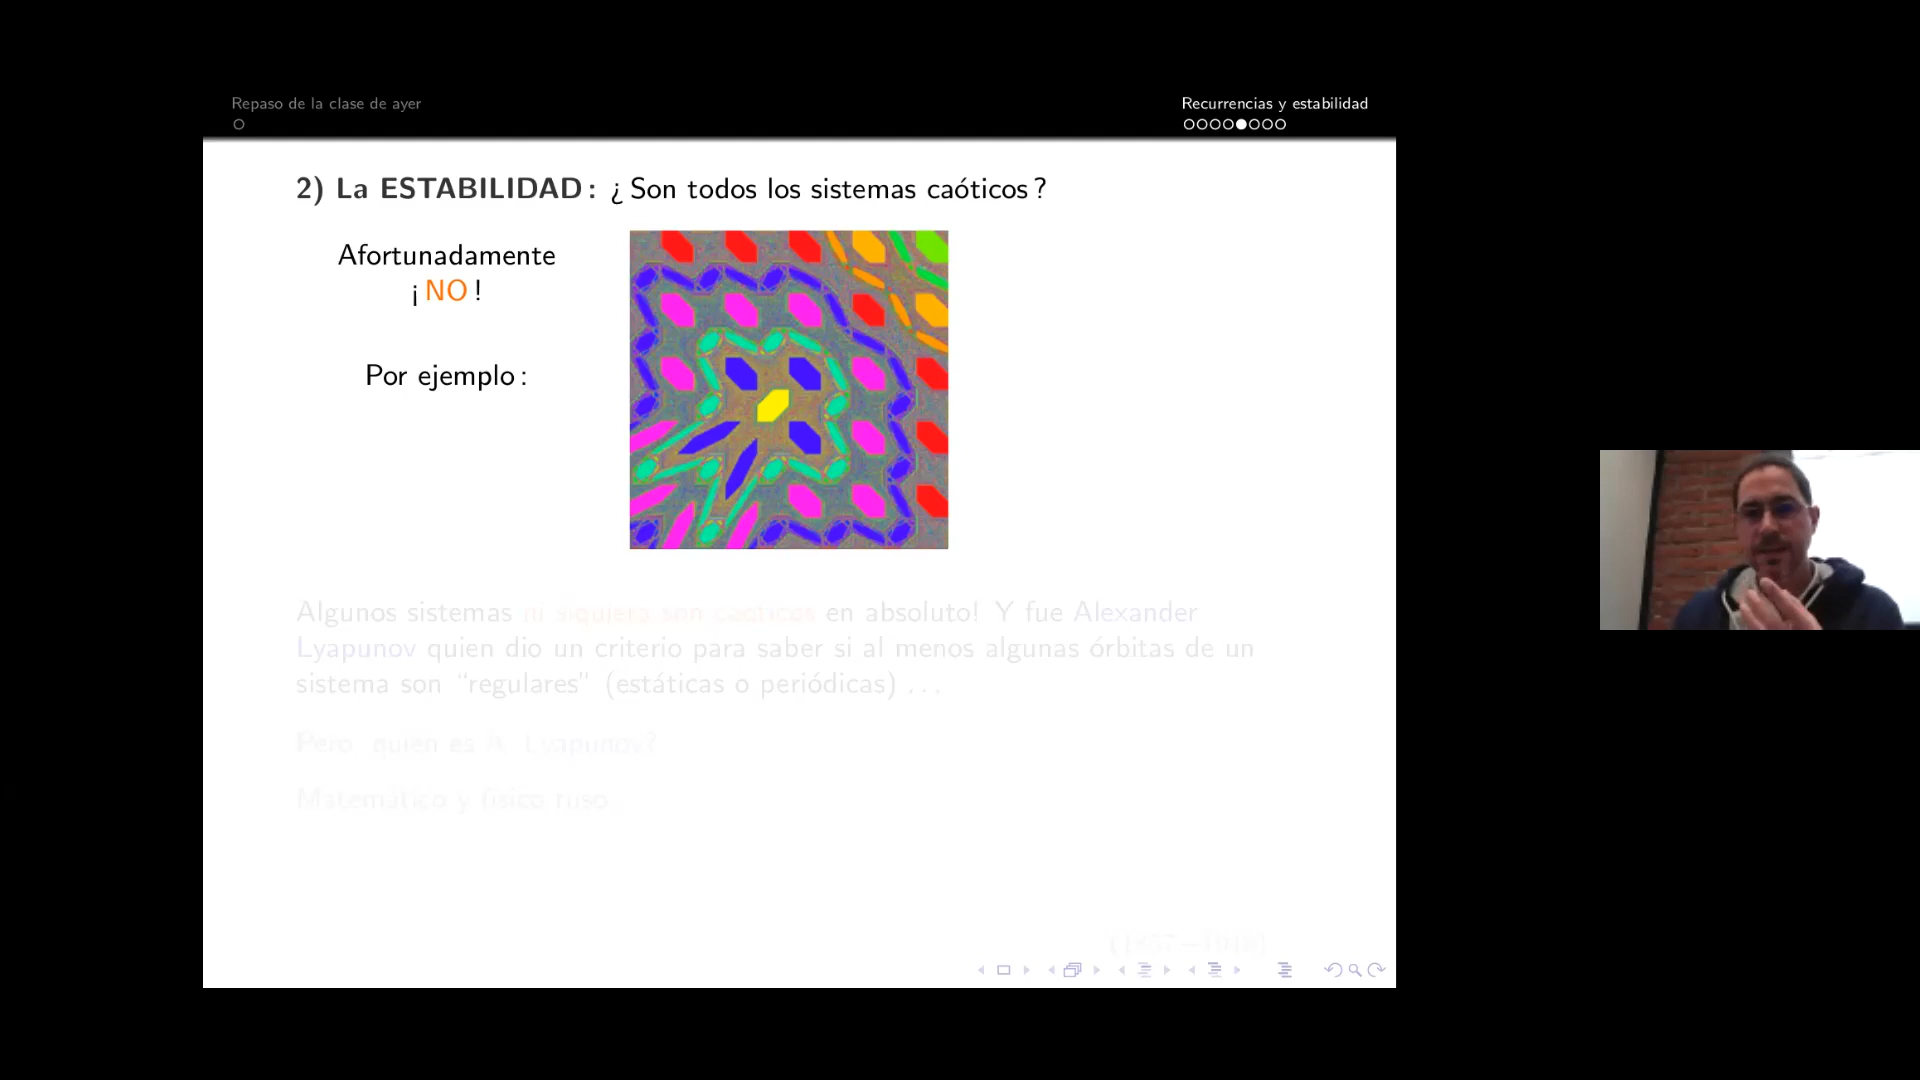 Repaso de la clase de ayer
Recurrencias y estabilidad
2) La ESTABILIDAD: ¿ Son todos los sistemas caóticos ?
Afortunadamente
¡ NO !
Por ejemplo :
Algunos sistemas ni siquiera son caóticos en absoluto! Y fue Alexander
Lyapunov quien dio un criterio para saber si al menos algunas órbitas de un
sistema son “regulares” (estáticas o periódicas) . . .
Pero, quien es A. Lyapunov?
Matemático y físico ruso